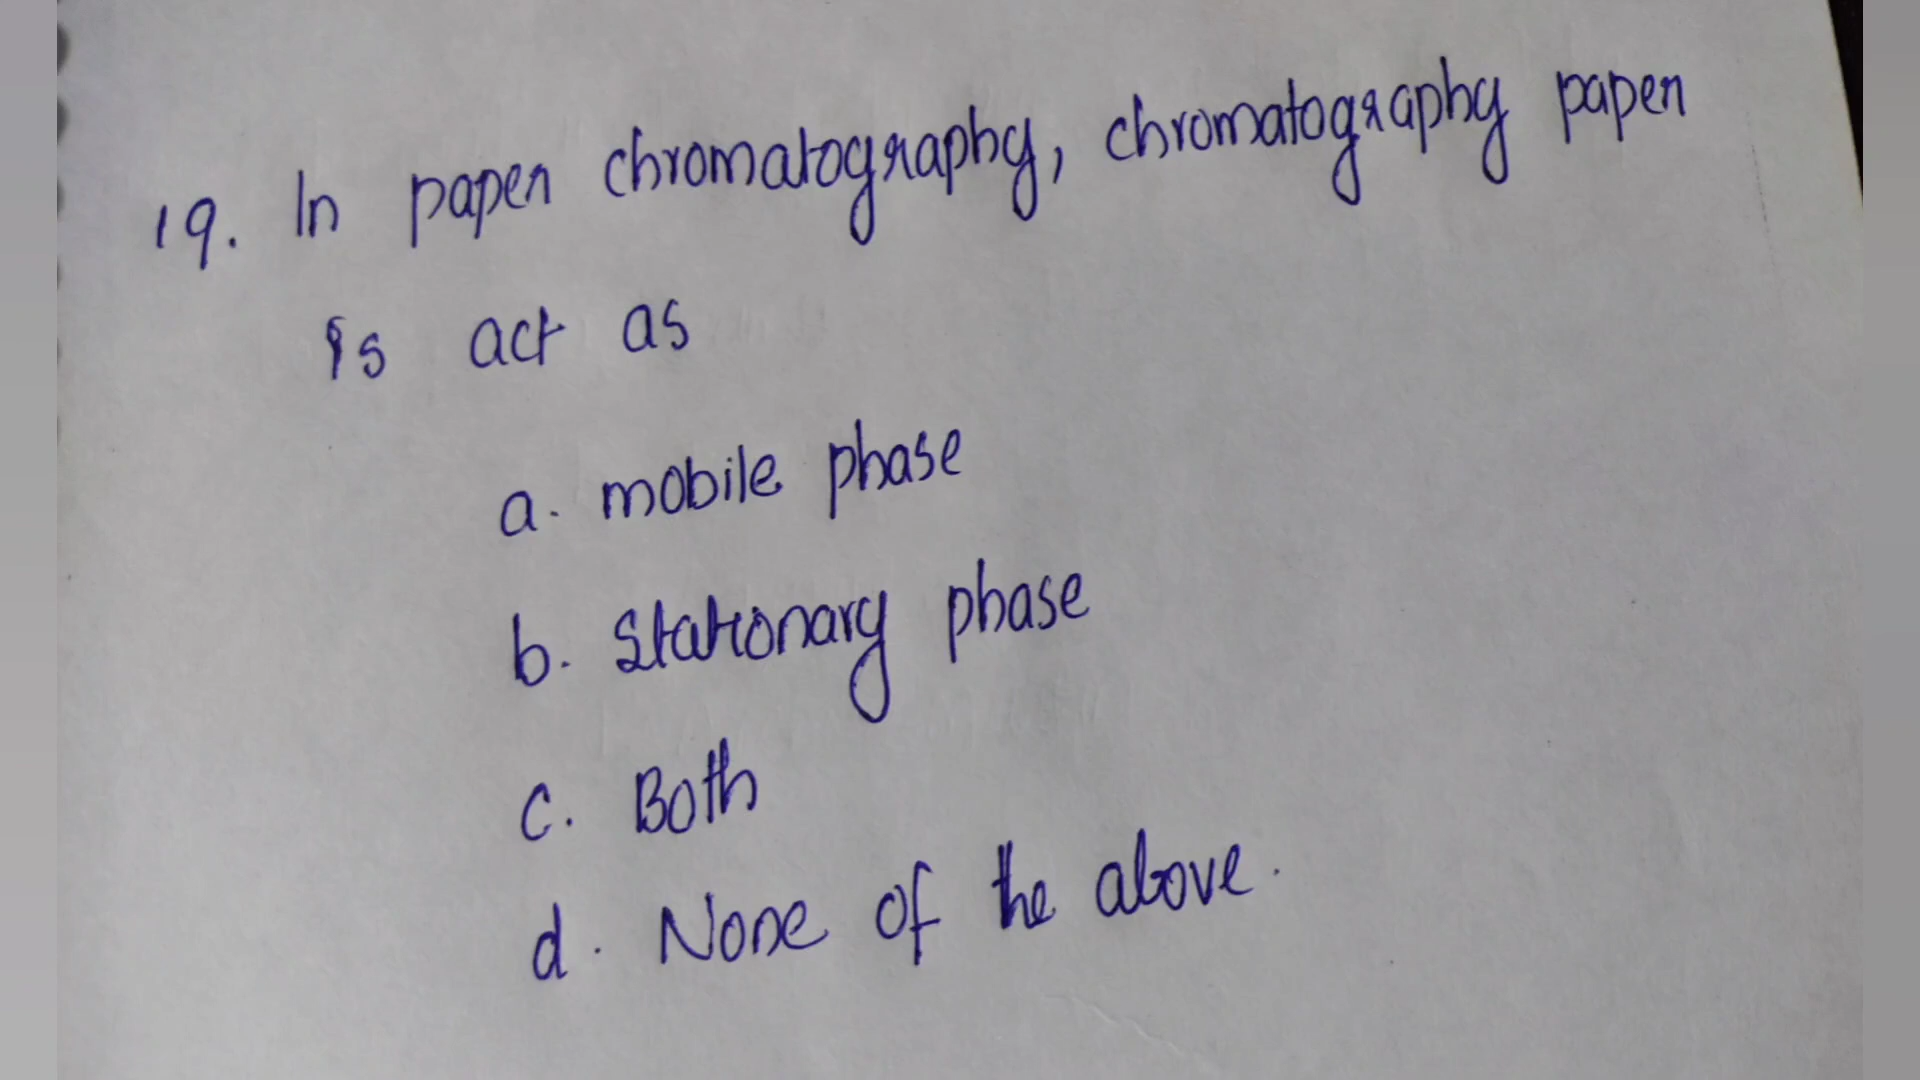 19. In paper chromatography, chromatography paper
is act as
a. mobile phase
b. Stationary phase
c. Both
d. None of the above.